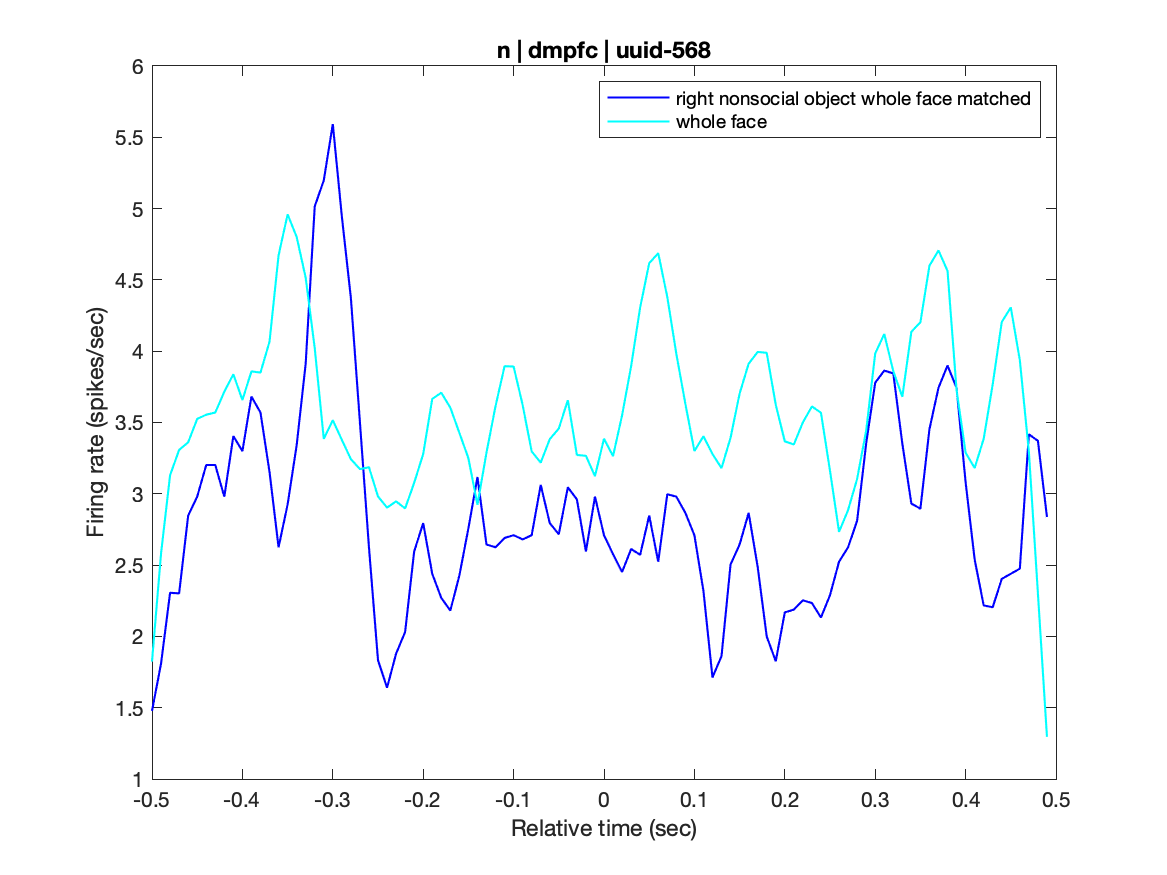 n | dmpfc | uuid-568
right nonsocial object whole face matched
whole face
Firing rate (spikes/sec)
6
5.5
5
4.5
4
3.5
3
2.5
2
1.5
1
-0.5 -0.4 -0.3 -0.2 -0.1 0 0.1 0.2 0.3 0.4 0.5
Relative time (sec)